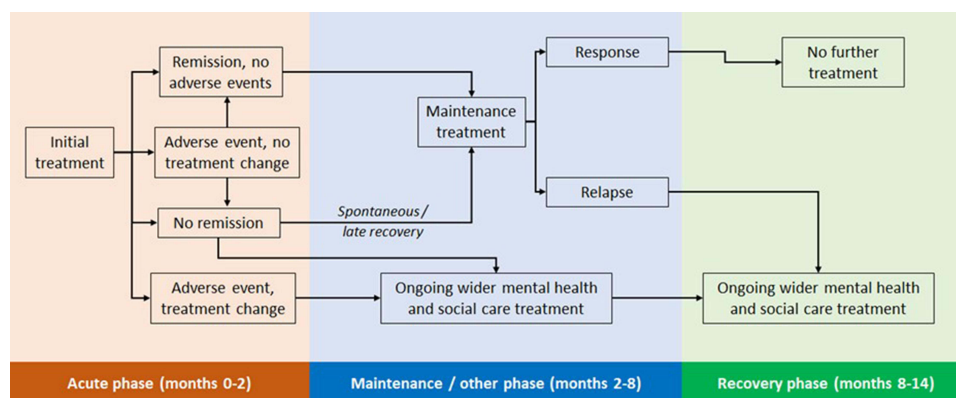 Initial
treatment
Remission, no
adverse events
Adverse event, no
treatment change
No remission
Adverse event,
treatment change
Spontaneous/
late recovery
Maintenance
treatment
Response
Relapse
Ongoing wider mental health
and social care treatment
No further
treatment
Ongoing wider mental health
and social care treatment
Acute phase (months 0-2)
Maintenance / other phase (months 2-8)
Recovery phase (months 8-14)